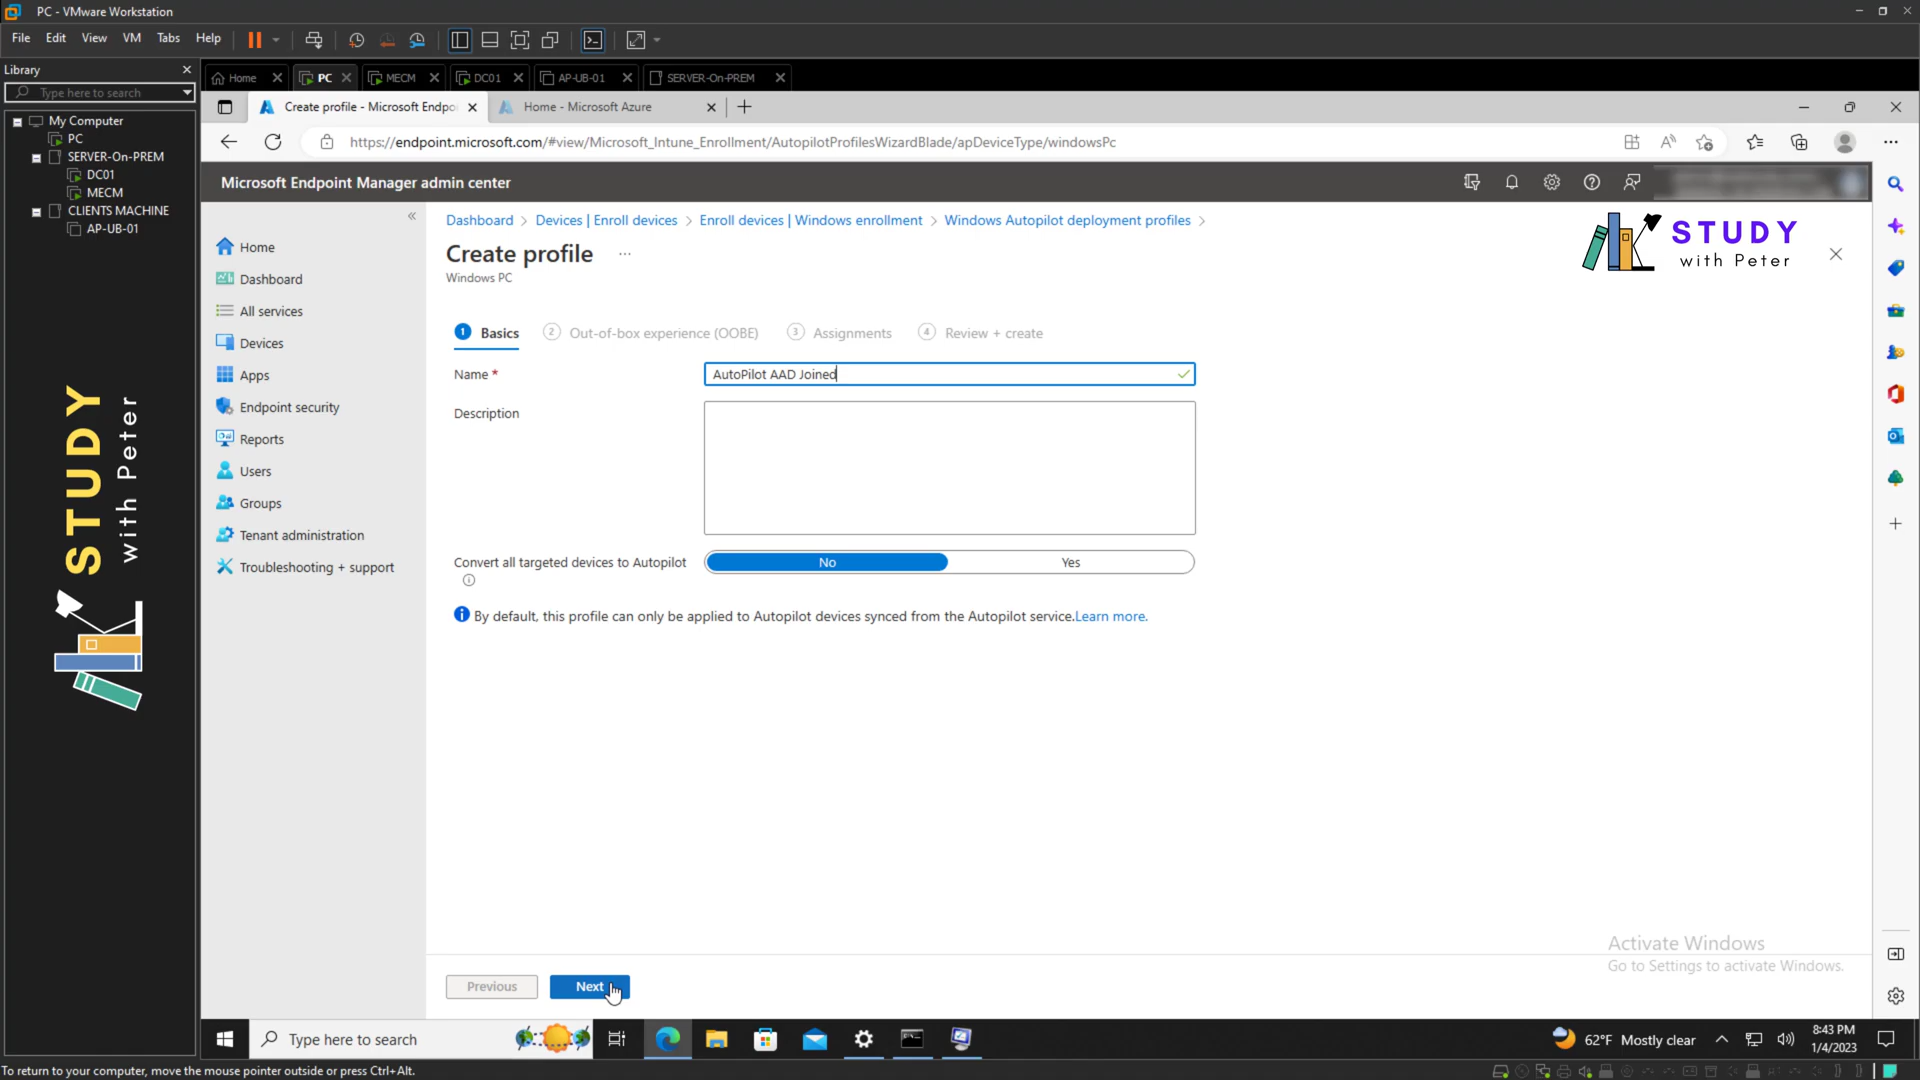 PC - VMware Workstation
File Edit View VM Tabs Help
Library
Type here to search
My Computer
PC
SERVER-On-PREM
DC01
MECM
CLIENTS MACHINE
AP-UB-01
STUDY
with Peter
Home PC MECM DC01 AP-UB-01 SERVER-On-PREM
Create profile - Microsoft Endpo Home - Microsoft Azure
https://endpoint.microsoft.com/#view/Microsoft_Intune_Enrollment/AutopilotProfilesWizardBlade/apDeviceType/windowsPc
Microsoft Endpoint Manager admin center
Home
Dashboard
All services
Devices
Apps
Endpoint security
Reports
Users
Groups
Tenant administration
Troubleshooting + support
Dashboard > Devices | Enroll devices > Enroll devices | Windows enrollment > Windows Autopilot deployment profiles >
Create profile ...
Windows PC
STUDY
with Peter
1 Basics 2 Out-of-box experience (OOBE) 3 Assignments 4 Review + create
Name * AutoPilot AAD Joined
Description
Convert all targeted devices to Autopilot No Yes
By default, this profile can only be applied to Autopilot devices synced from the Autopilot service.Learn more.
Activate Windows
Go to Settings to activate Windows.
Previous Next
Type here to search
62°F Mostly clear
8:43 PM
1/4/2023
To return to your computer, move the mouse pointer outside or press Ctrl+Alt.